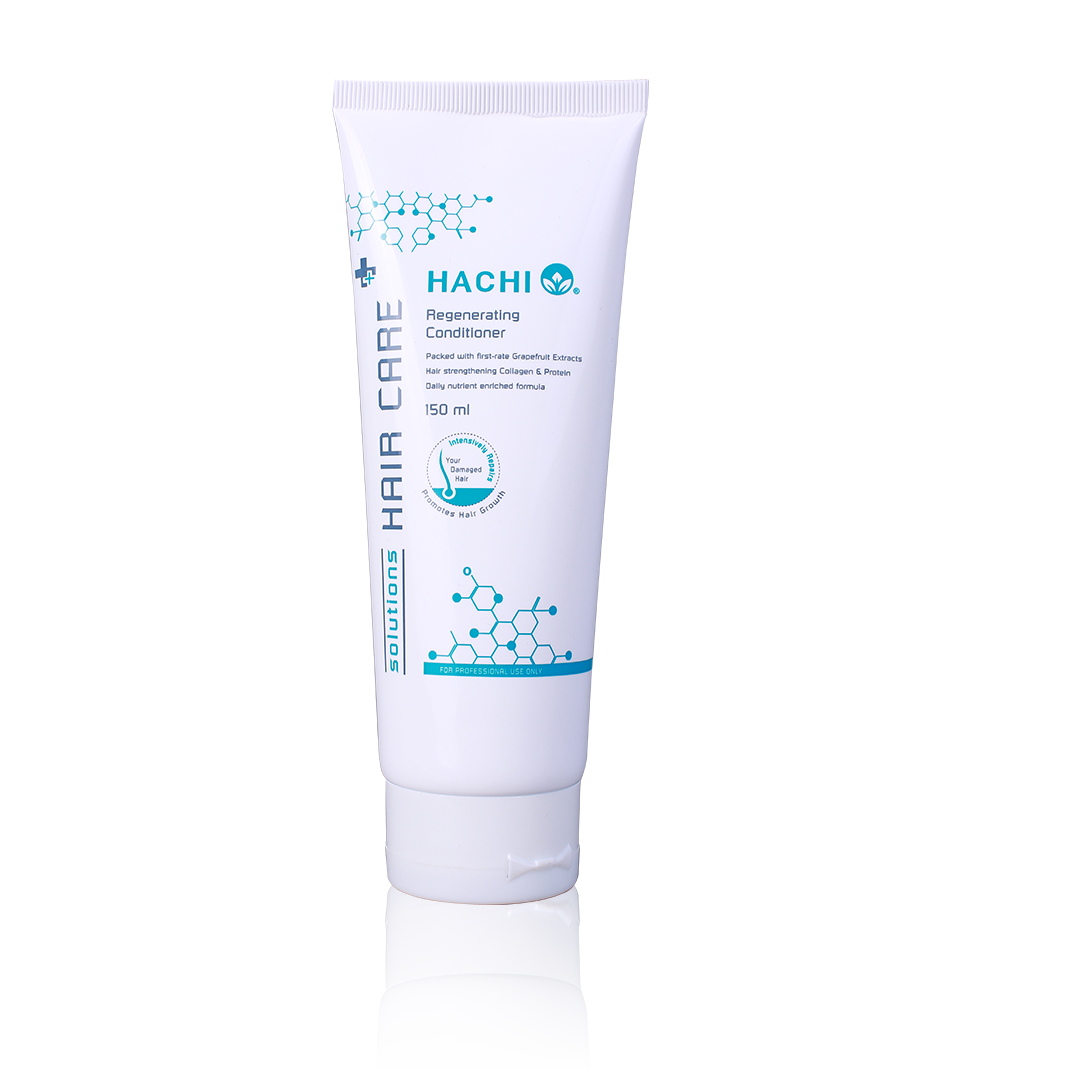 HACHI ®
Regenerating
Conditioner
Packed with first-rate Grapefruit Extracts
Hair strengthening Collagen & Protein
Daily nutrient enriched formula
150 ml
Intensively Repairs
Your
Damaged
Hair
Promotes Hair Growth
solutions HAIR CARE
FOR PROFESSIONAL USE ONLY